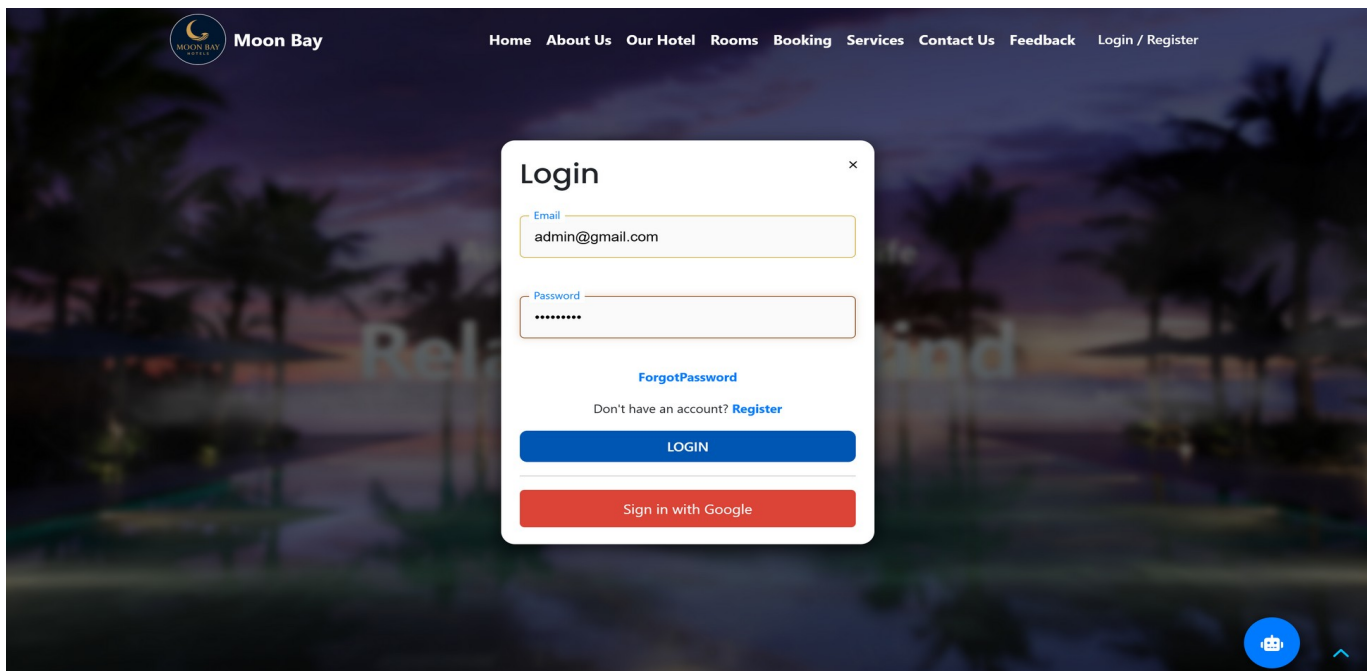 MOON BAY
HOTELS
Moon Bay
Home About Us Our Hotel Rooms Booking Services Contact Us Feedback Login / Register
Login ×
Email
admin@gmail.com
Password
•••••••••
ForgotPassword
Don't have an account? Register
LOGIN
Sign in with Google